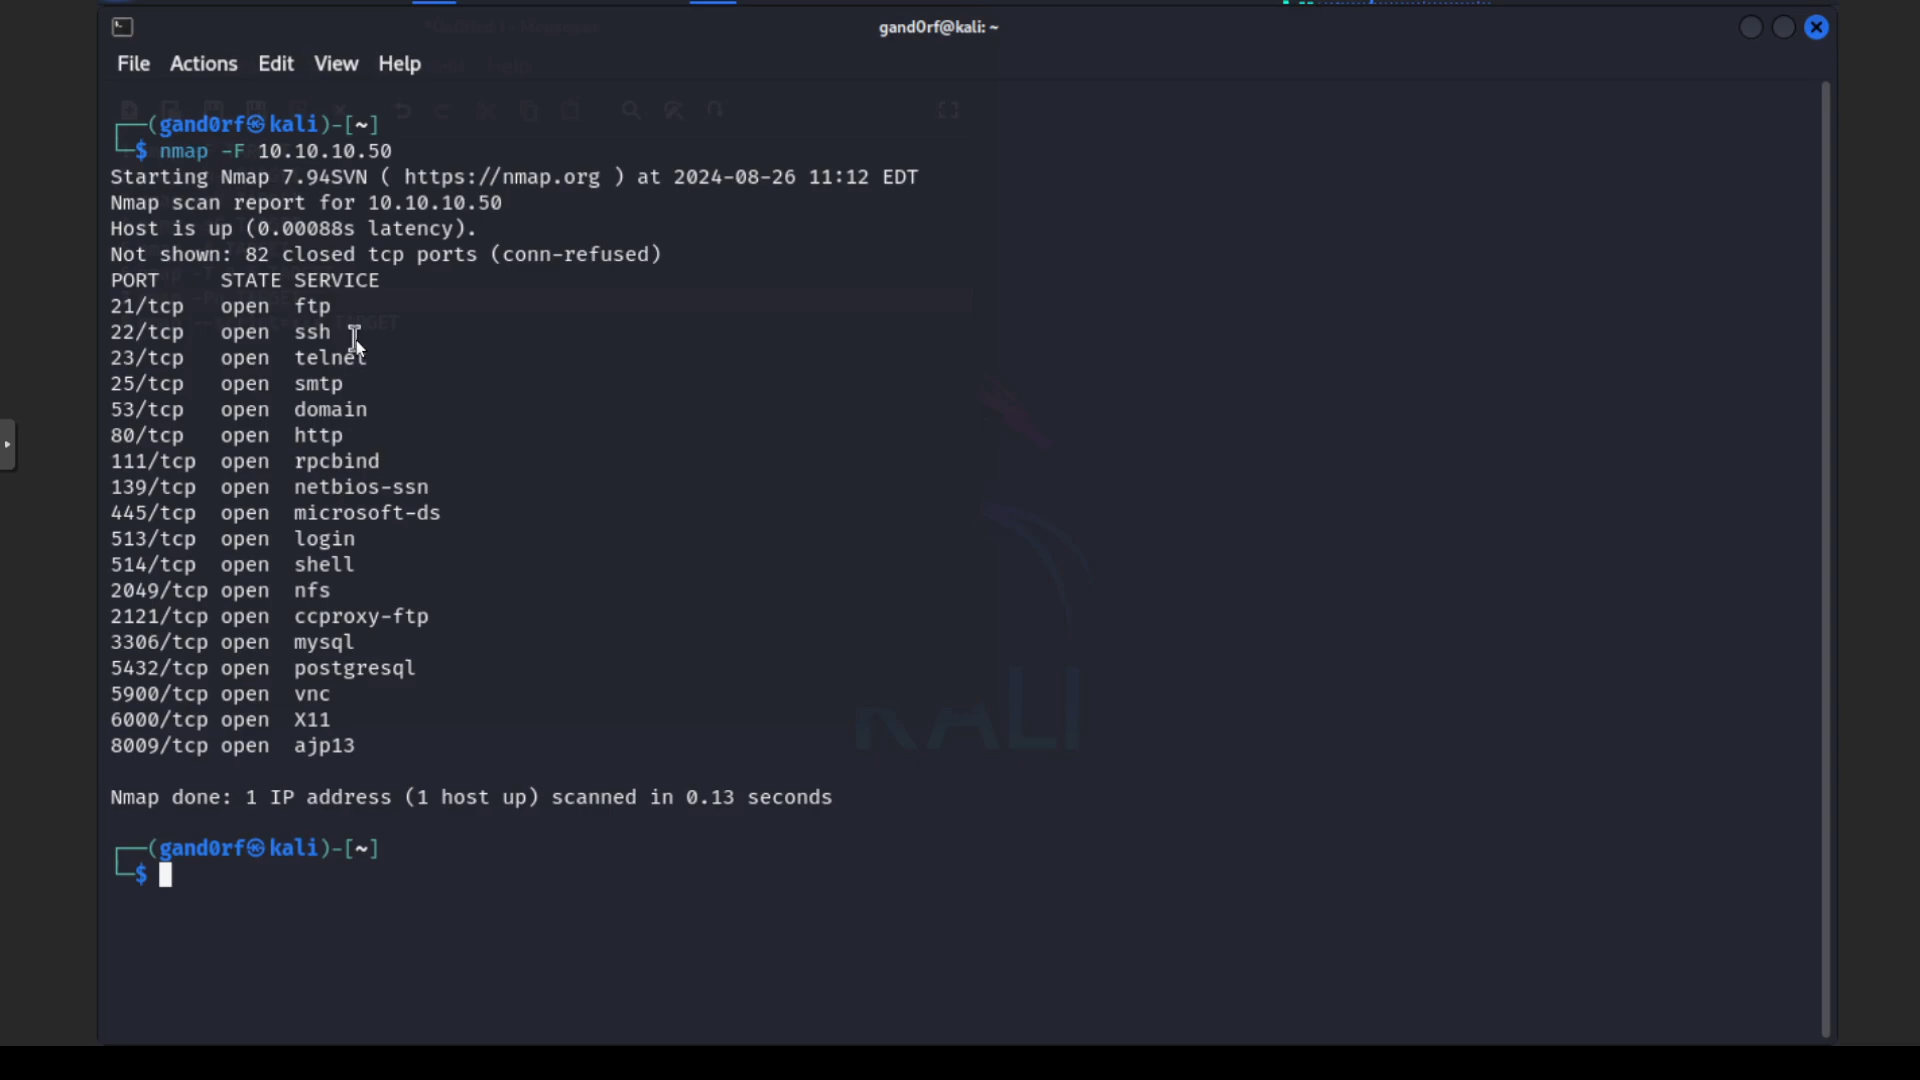 gand0rf@kali: ~
File Actions Edit View Help
┌──(gand0rf㉿kali)-[~]
└─$ nmap -F 10.10.10.50
Starting Nmap 7.94SVN ( https://nmap.org ) at 2024-08-26 11:12 EDT
Nmap scan report for 10.10.10.50
Host is up (0.00088s latency).
Not shown: 82 closed tcp ports (conn-refused)
PORT     STATE SERVICE
21/tcp   open  ftp
22/tcp   open  ssh
23/tcp   open  telnet
25/tcp   open  smtp
53/tcp   open  domain
80/tcp   open  http
111/tcp  open  rpcbind
139/tcp  open  netbios-ssn
445/tcp  open  microsoft-ds
513/tcp  open  login
514/tcp  open  shell
2049/tcp open  nfs
2121/tcp open  ccproxy-ftp
3306/tcp open  mysql
5432/tcp open  postgresql
5900/tcp open  vnc
6000/tcp open  X11
8009/tcp open  ajp13
Nmap done: 1 IP address (1 host up) scanned in 0.13 seconds
┌──(gand0rf㉿kali)-[~]
└─$
KALI